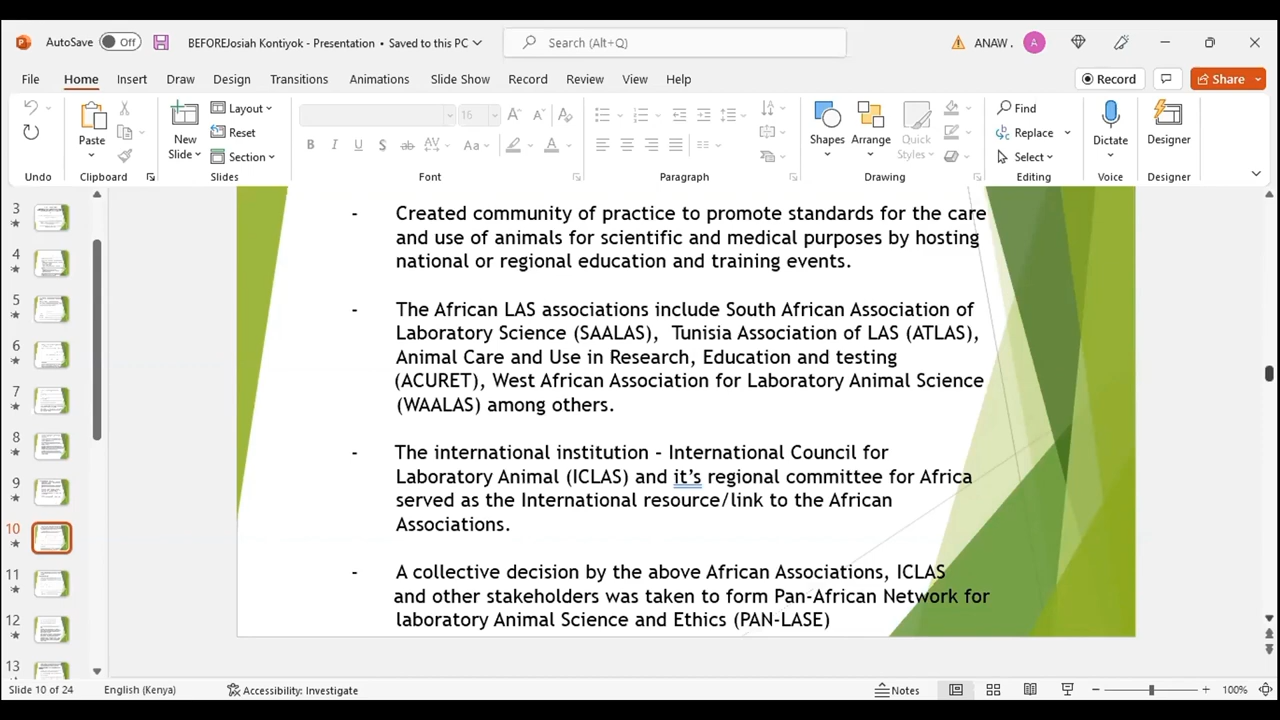 AutoSave Off BEFOREJosiah Kontiyok - Presentation • Saved to this PC Search (Alt+Q) ANAW . A
File Home Insert Draw Design Transitions Animations Slide Show Record Review View Help Record Share
Paste New Slide Layout Reset Section 16 B I U S ab AV Aa A Shapes Arrange Quick Styles Find Replace Select Dictate Designer
Undo Clipboard Slides Font Paragraph Drawing Editing Voice Designer
3
4
5
6
7
8
9
10
11
12
13
- Created community of practice to promote standards for the care
and use of animals for scientific and medical purposes by hosting
national or regional education and training events.
- The African LAS associations include South African Association of
Laboratory Science (SAALAS), Tunisia Association of LAS (ATLAS),
Animal Care and Use in Research, Education and testing
(ACURET), West African Association for Laboratory Animal Science
(WAALAS) among others.
- The international institution - International Council for
Laboratory Animal (ICLAS) and it's regional committee for Africa
served as the International resource/link to the African
Associations.
- A collective decision by the above African Associations, ICLAS
and other stakeholders was taken to form Pan-African Network for
laboratory Animal Science and Ethics (PAN-LASE)
Slide 10 of 24 English (Kenya) Accessibility: Investigate Notes 100%